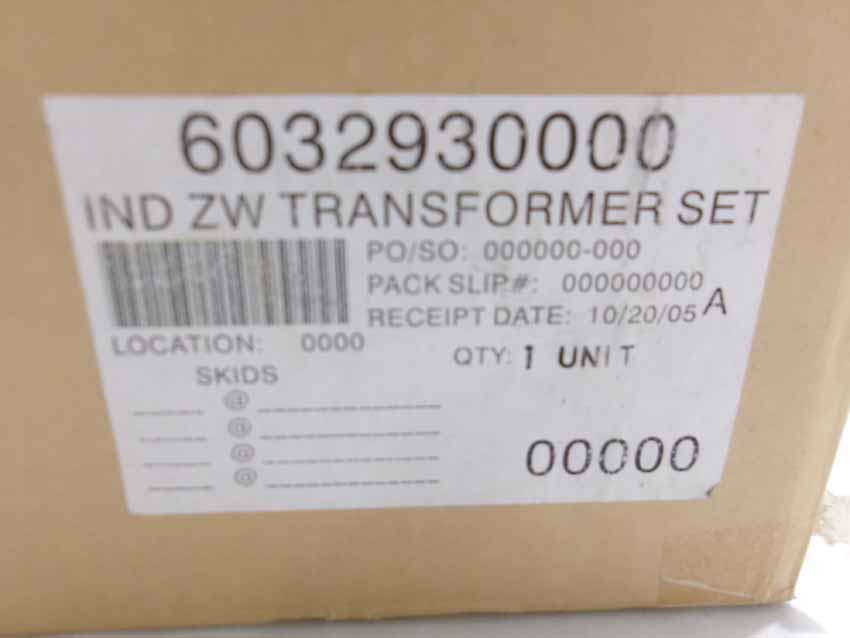 6032930000
IND ZW TRANSFORMER SET
PO/SO: 000000-000
PACK SLIP#: 000000000
RECEIPT DATE: 10/20/05 A
LOCATION: 0000
QTY: 1 UNIT
SKIDS
@
@
@
@
00000